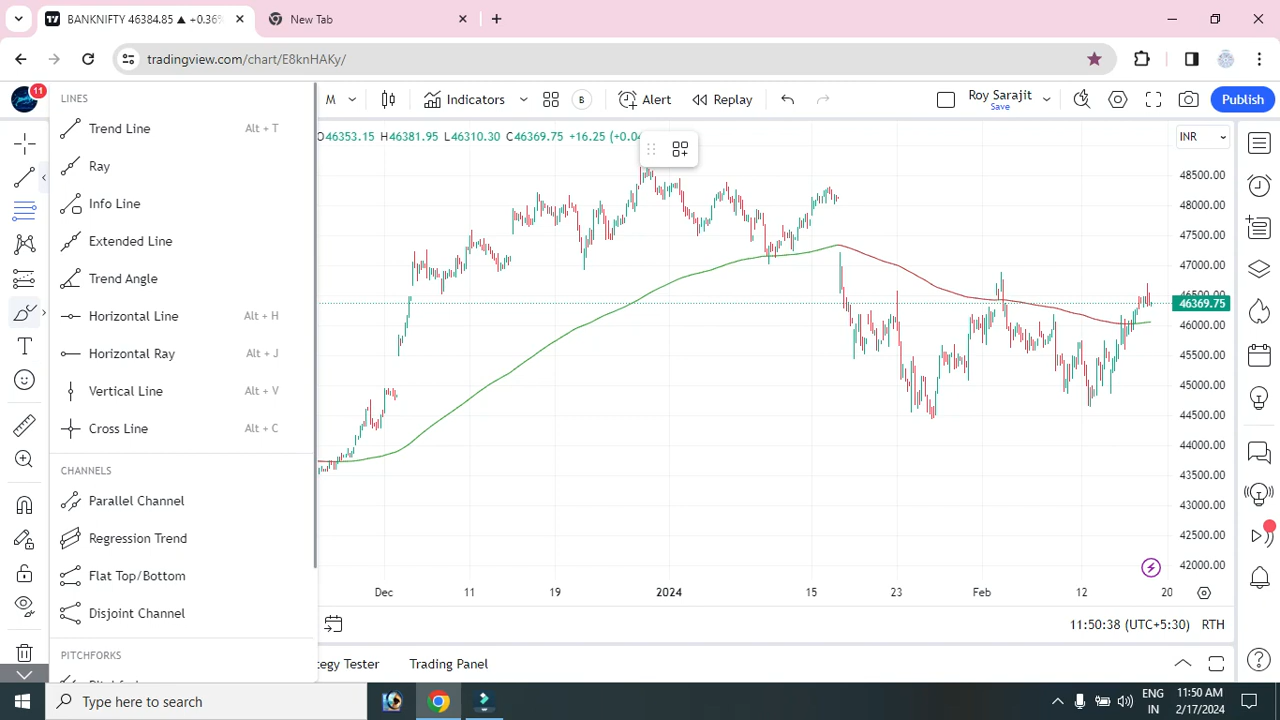 BANKNIFTY 46384.85 ▲ +0.36%
New Tab
tradingview.com/chart/E8knHAKy/
11
M
Indicators
B
Alert
Replay
Roy Sarajit
Save
Publish
O46353.15 H46381.95 L46310.30 C46369.75 +16.25 (+0.04
INR
LINES
Trend Line Alt + T
Ray
Info Line
Extended Line
Trend Angle
Horizontal Line Alt + H
Horizontal Ray Alt + J
Vertical Line Alt + V
Cross Line Alt + C
CHANNELS
Parallel Channel
Regression Trend
Flat Top/Bottom
Disjoint Channel
PITCHFORKS
48500.00
48000.00
47500.00
47000.00
46500.00
46369.75
46000.00
45500.00
45000.00
44500.00
44000.00
43500.00
43000.00
42500.00
42000.00
Dec 11 19 2024 15 23 Feb 12 20
11:50:38 (UTC+5:30) RTH
tegy Tester
Trading Panel
Type here to search
ENG
IN
11:50 AM
2/17/2024